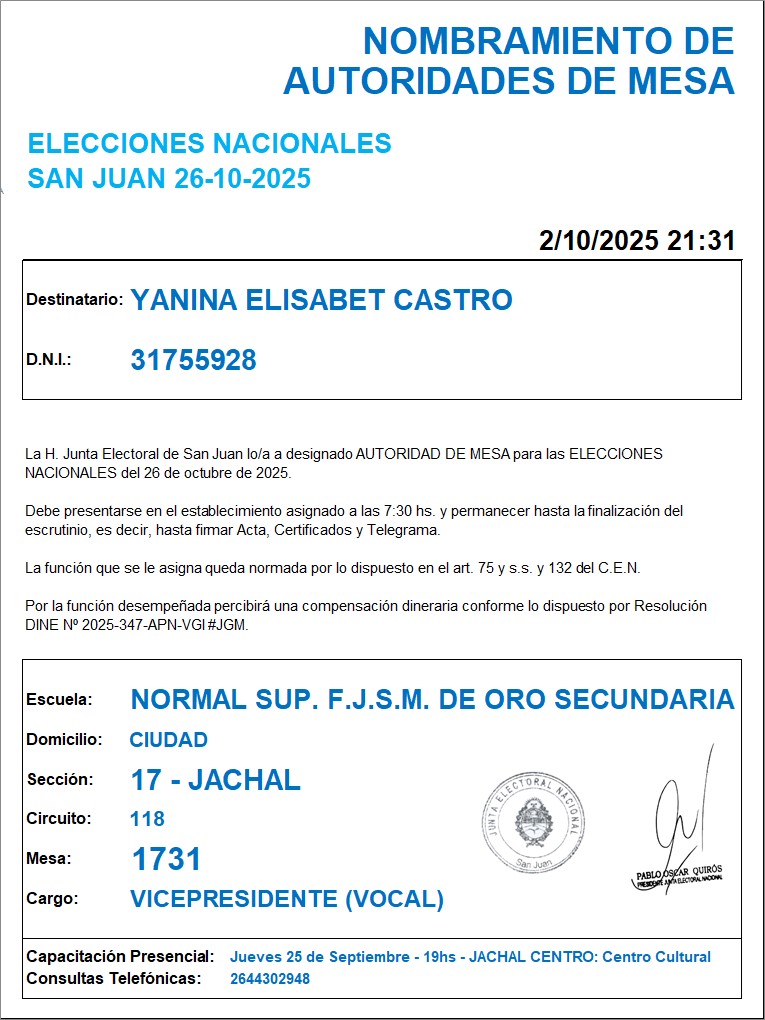 NOMBRAMIENTO DE
AUTORIDADES DE MESA
ELECCIONES NACIONALES
SAN JUAN 26-10-2025
2/10/2025 21:31
Destinatario: YANINA ELISABET CASTRO
D.N.I.: 31755928
La H. Junta Electoral de San Juan lo/a a designado AUTORIDAD DE MESA para las ELECCIONES
NACIONALES del 26 de octubre de 2025.
Debe presentarse en el establecimiento asignado a las 7:30 hs. y permanecer hasta la finalización del
escrutinio, es decir, hasta firmar Acta, Certificados y Telegrama.
La función que se le asigna queda normada por lo dispuesto en el art. 75 y s.s. y 132 del C.E.N.
Por la función desempeñada percibirá una compensación dineraria conforme lo dispuesto por Resolución
DINE Nº 2025-347-APN-VGI#JGM.
Escuela: NORMAL SUP. F.J.S.M. DE ORO SECUNDARIA
Domicilio: CIUDAD
Sección: 17 - JACHAL
Circuito: 118
Mesa: 1731
Cargo: VICEPRESIDENTE (VOCAL)
JUNTA ELECTORAL NACIONAL
San Juan
PABLO OSCAR QUIRÓS
PRESIDENTE JUNTA ELECTORAL NACIONAL
Capacitación Presencial: Jueves 25 de Septiembre - 19hs - JACHAL CENTRO: Centro Cultural
Consultas Telefónicas: 2644302948